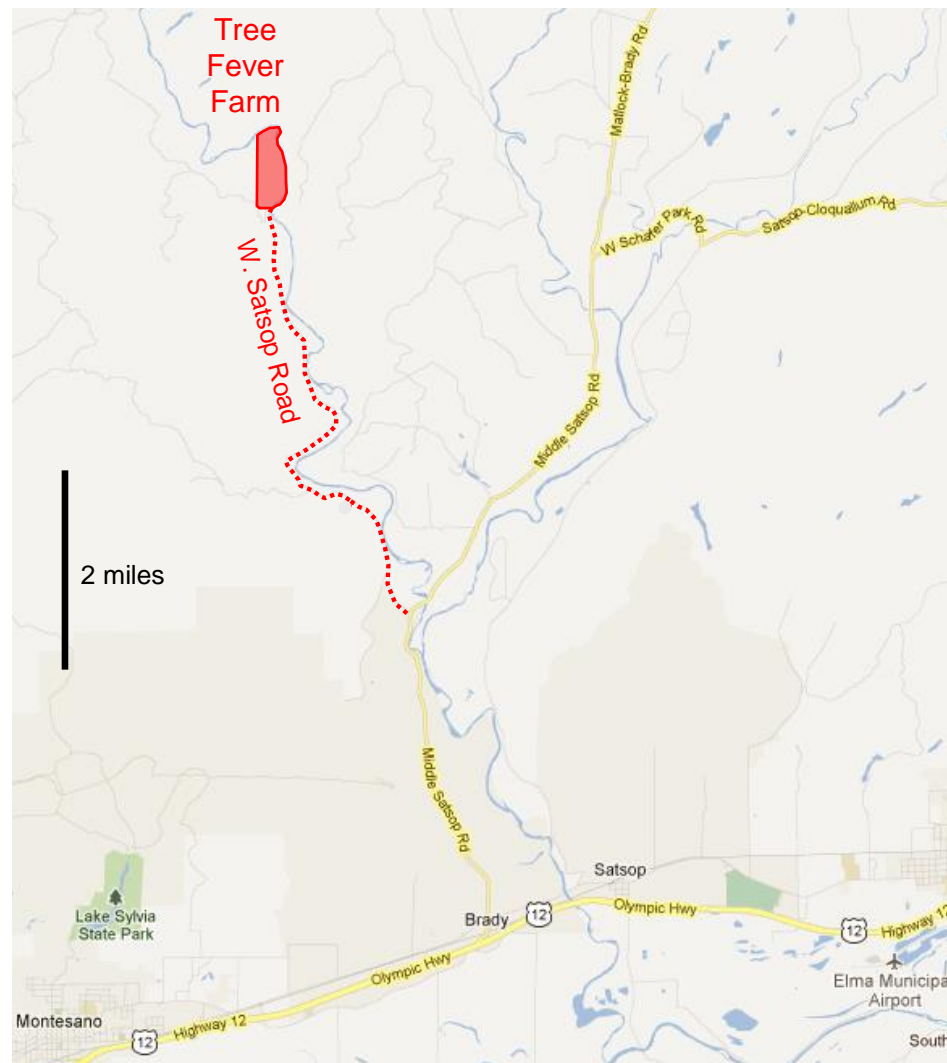 Tree
Fever
Farm
Matlock-Brady Rd
W Schafer Park Rd
Satsop-Cloquallum Rd
W. Satsop Road
Middle Satsop Rd
2 miles
Middle Satsop Rd
Satsop
Lake Sylvia
State Park
Brady
12
Olympic Hwy
12
Highway 12
Olympic Hwy
Elma Municipa
Airport
Montesano
12
Highway 12
South